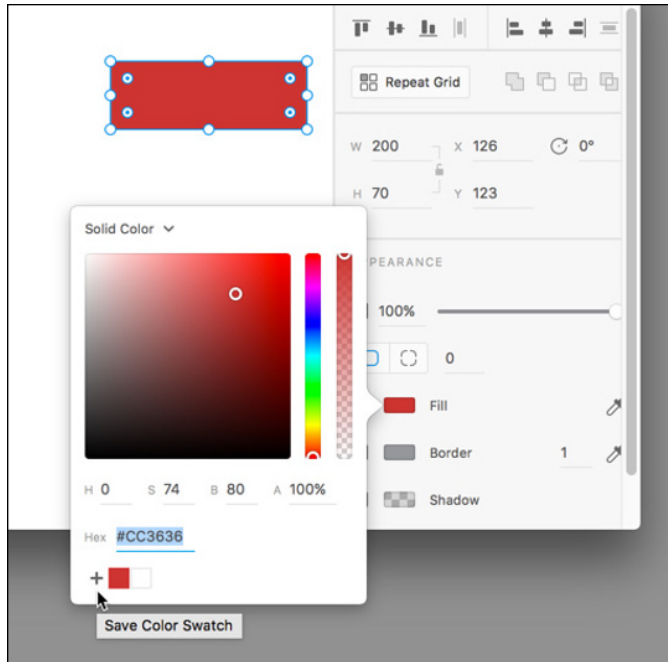 Repeat Grid
W 200 X 126 0°
H 70 Y 123
Solid Color
PPEARANCE
100%
0
Fill
Border 1
Shadow
H 0 S 74 B 80 A 100%
Hex #CC3636
Save Color Swatch